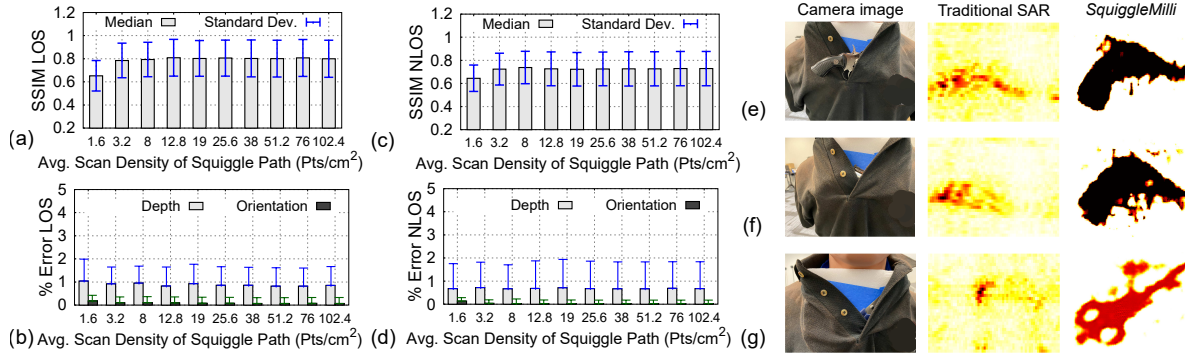 (a)
SSIM LOS
1
0.8
0.6
0.4
0.2
Median
Standard Dev.
1.6 3.2 8 12.8 19 25.6 38 51.2 76 102.4
Avg. Scan Density of Squiggle Path (Pts/cm²)
(b)
% Error LOS
5
4
3
2
1
0
Depth
Orientation
1.6 3.2 8 12.8 19 25.6 38 51.2 76 102.4
Avg. Scan Density of Squiggle Path (Pts/cm²)
(c)
SSIM NLOS
1
0.8
0.6
0.4
0.2
Median
Standard Dev.
1.6 3.2 8 12.8 19 25.6 38 51.2 76 102.4
Avg. Scan Density of Squiggle Path (Pts/cm²)
(d)
% Error NLOS
5
4
3
2
1
0
Depth
Orientation
1.6 3.2 8 12.8 19 25.6 38 51.2 76 102.4
Avg. Scan Density of Squiggle Path (Pts/cm²)
Camera image
Traditional SAR
SquiggleMilli
(e)
(f)
(g)